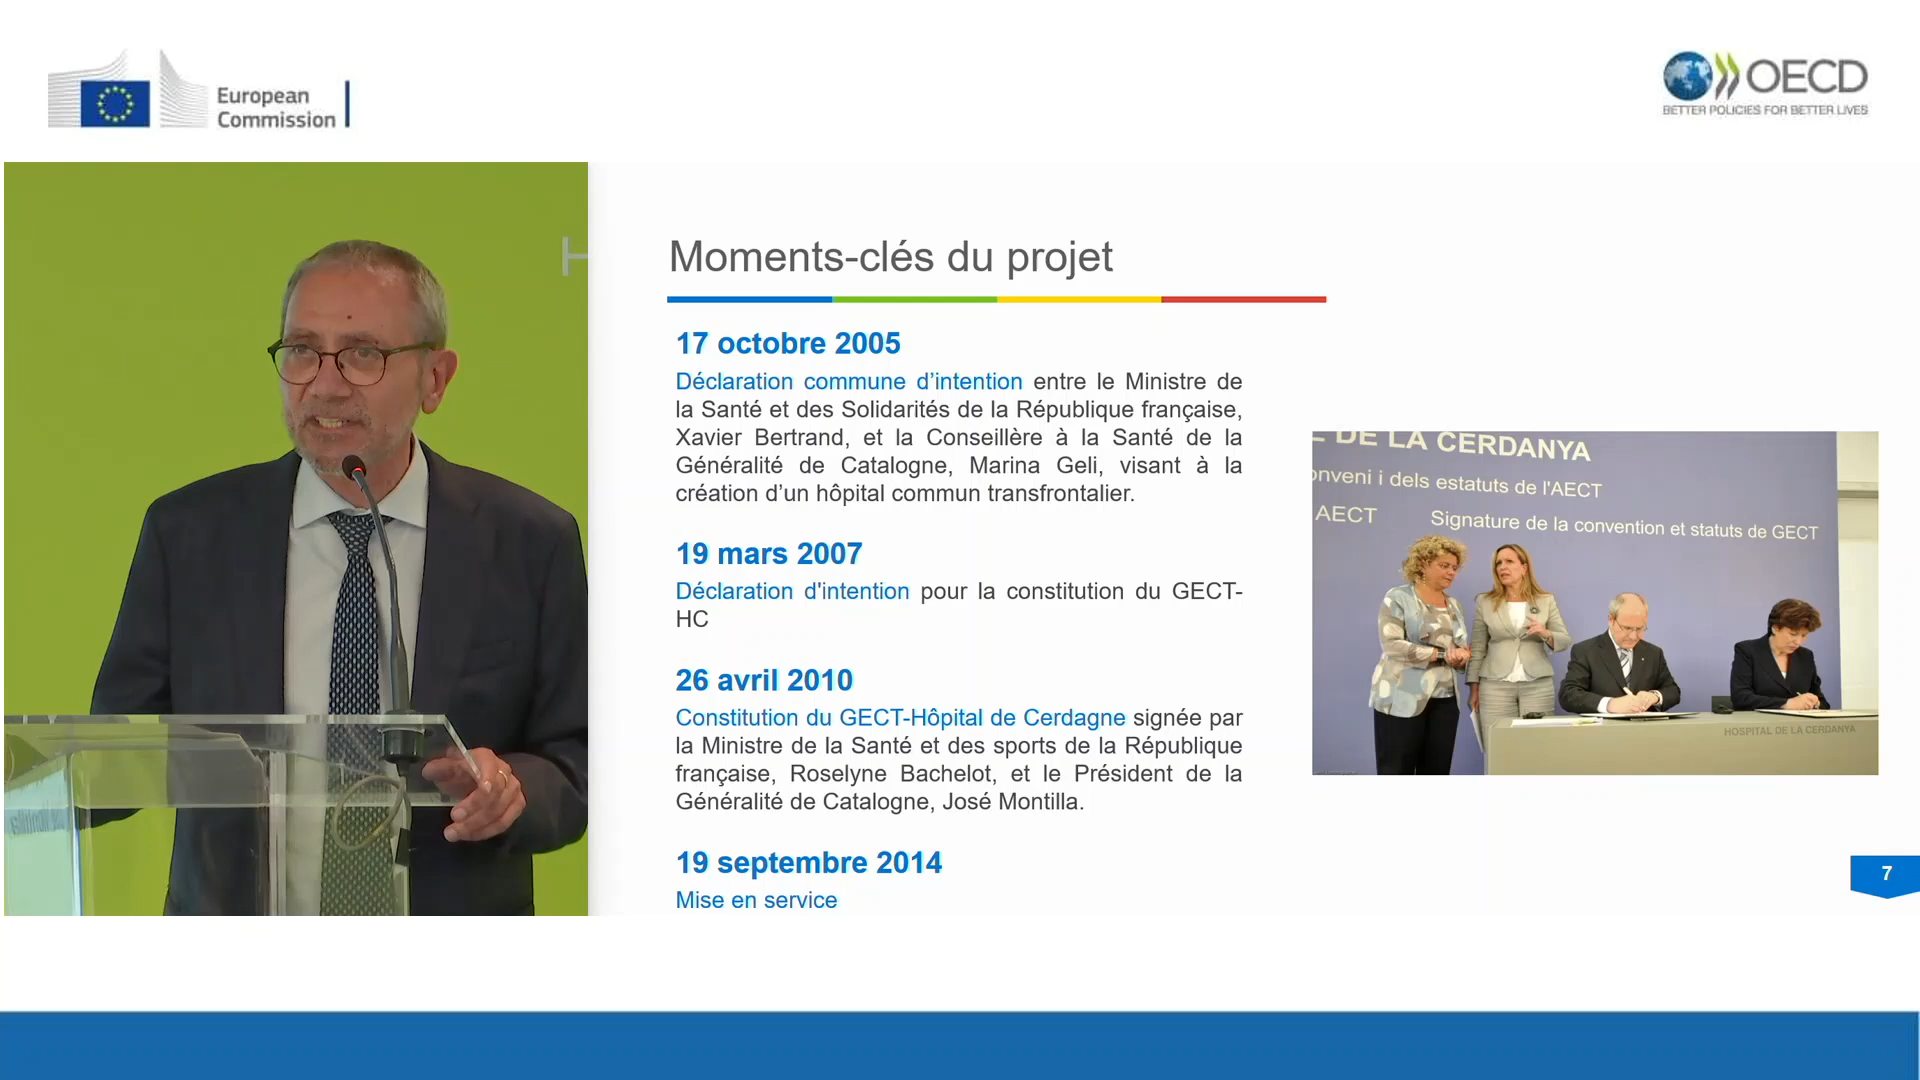 European
Commission
OECD
BETTER POLICIES FOR BETTER LIVES
H
Moments-clés du projet
17 octobre 2005
Déclaration commune d’intention entre le Ministre de
la Santé et des Solidarités de la République française,
Xavier Bertrand, et la Conseillère à la Santé de la
Généralité de Catalogne, Marina Geli, visant à la
création d’un hôpital commun transfrontalier.
19 mars 2007
Déclaration d'intention pour la constitution du GECT-
HC
26 avril 2010
Constitution du GECT-Hôpital de Cerdagne signée par
la Ministre de la Santé et des sports de la République
française, Roselyne Bachelot, et le Président de la
Généralité de Catalogne, José Montilla.
19 septembre 2014
Mise en service
DE LA CERDANYA
i dels estatuts de l'AECT
AECT Signature de la convention et statuts de GECT
HOSPITAL DE LA CERDANYA
7